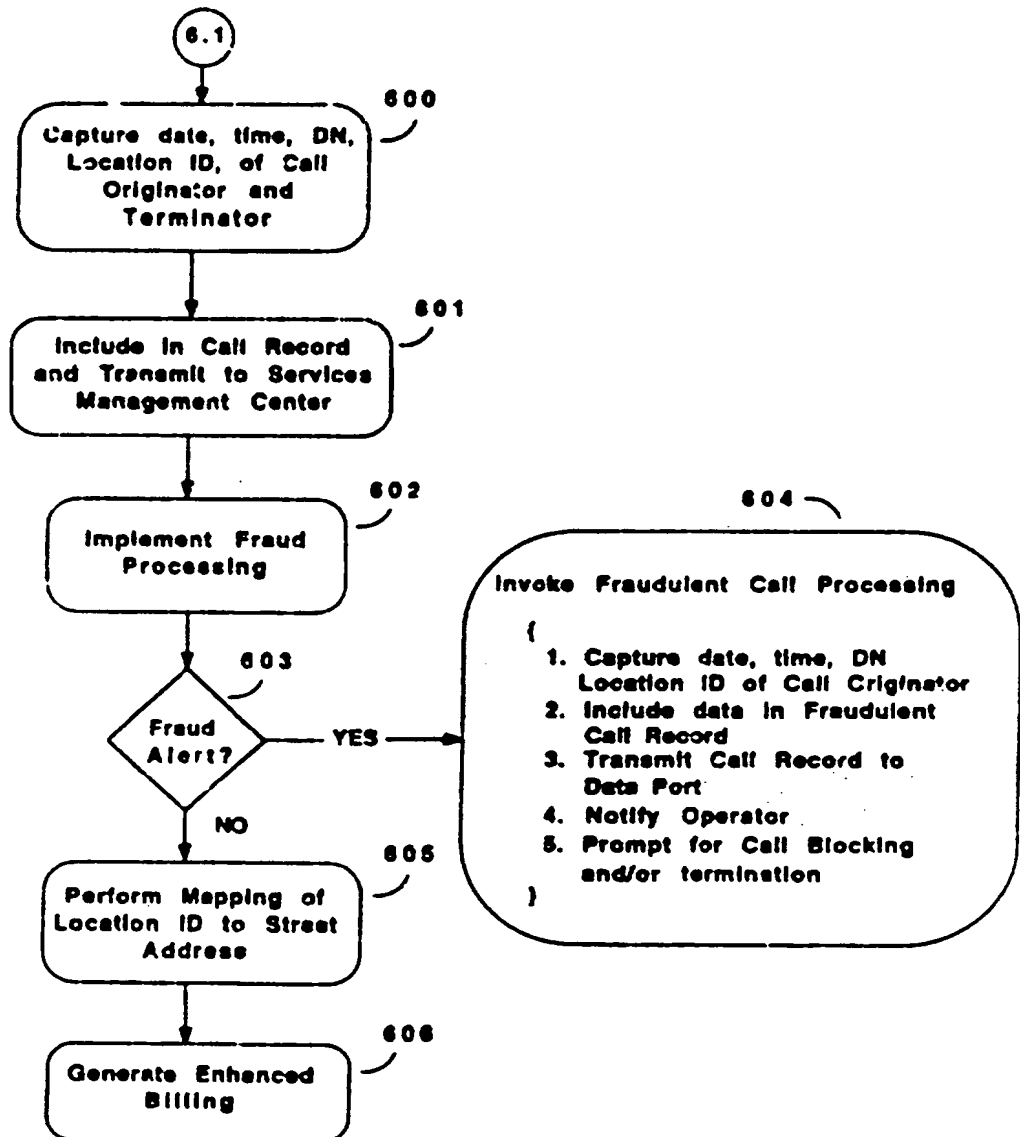 6.1
600
Capture date, time, DN,
Location ID, of Call
Originator and
Terminator
601
Include in Call Record
and Transmit to Services
Management Center
602
Implement Fraud
Processing
603
Fraud
Alert?
YES
NO
604
Invoke Fraudulent Call Processing
{
1. Capture date, time, DN
Location ID of Call Criginator
2. Include data in Fraudulent
Call Record
3. Transmit Call Record to
Data Port
4. Notify Operator
5. Prompt for Call Blocking
and/or termination
}
605
Perform Mapping of
Location ID to Street
Address
606
Generate Enhanced
Billing